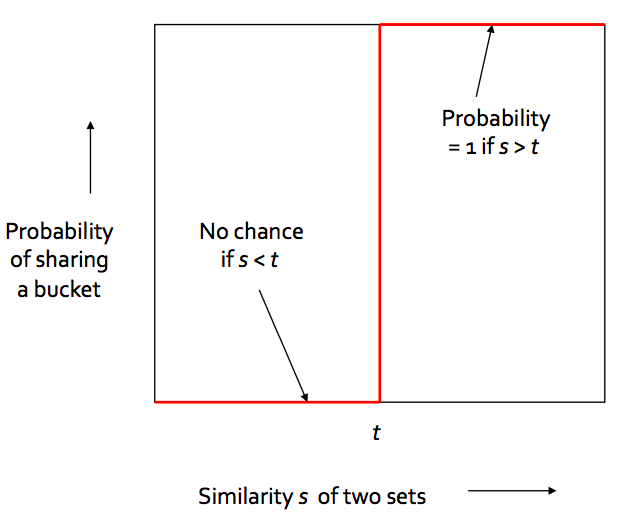 Probability
= 1 if s > t
Probability
of sharing
a bucket
No chance
if s < t
t
Similarity s of two sets